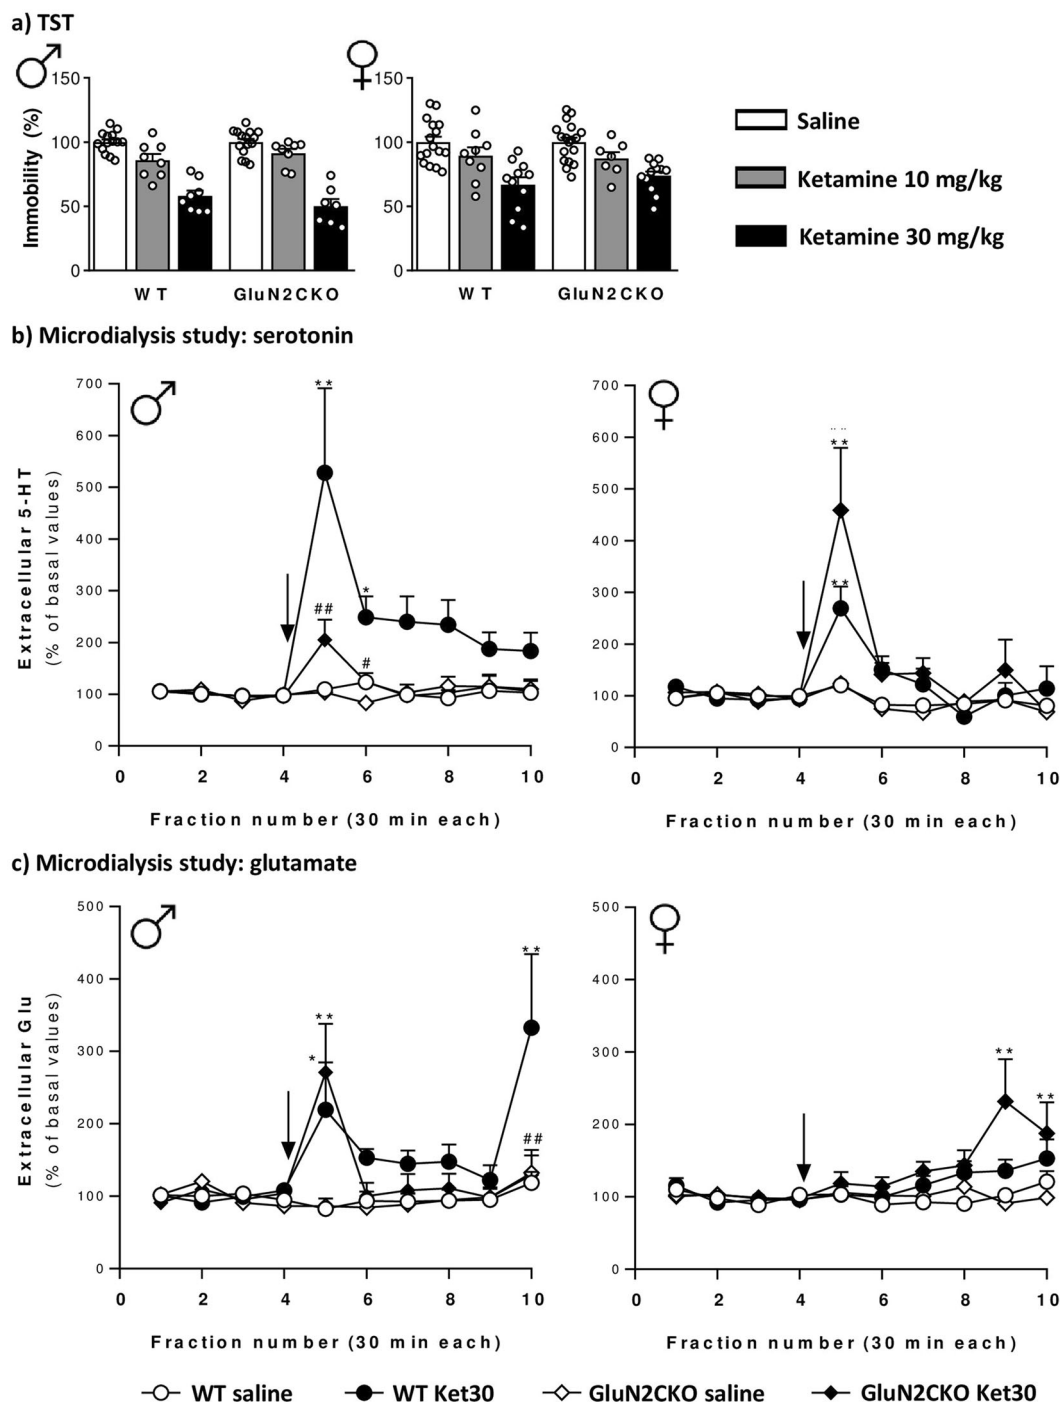 a) TST
♂
♀
150
100
50
0
Immobility (%)
WT
GluN2CKO
150
100
50
0
WT
GluN2CKO
Saline
Ketamine 10 mg/kg
Ketamine 30 mg/kg
b) Microdialysis study: serotonin
♂
700
600
500
400
300
200
100
0
Extracellular 5-HT
(% of basal values)
**
*
##
#
0 2 4 6 8 10
Fraction number (30 min each)
♀
700
600
500
400
300
200
100
0
**
**
0 2 4 6 8 10
Fraction number (30 min each)
c) Microdialysis study: glutamate
♂
500
400
300
200
100
0
Extracellular Glu
(% of basal values)
**
**
*
##
0 2 4 6 8 10
Fraction number (30 min each)
♀
500
400
300
200
100
0
**
**
0 2 4 6 8 10
Fraction number (30 min each)
WT saline
WT Ket30
GluN2CKO saline
GluN2CKO Ket30